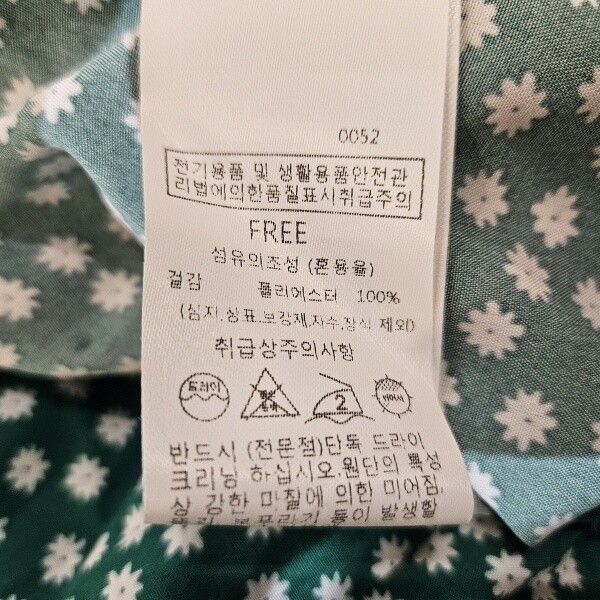 0052
전기용품 및 생활용품안전관
리법에의한품질표시취급주의
FREE
섬유의조성 (혼용율)
겉감 폴리에스터 100%
(심지,상표,보강재,자수,장식 제외)
취급상주의사항
드라이
2
반드시 (전문점)단독 드라이
크리닝 하십시오.원단의 특성
상 강한 마찰에 의한 미어짐,
등이 발생할